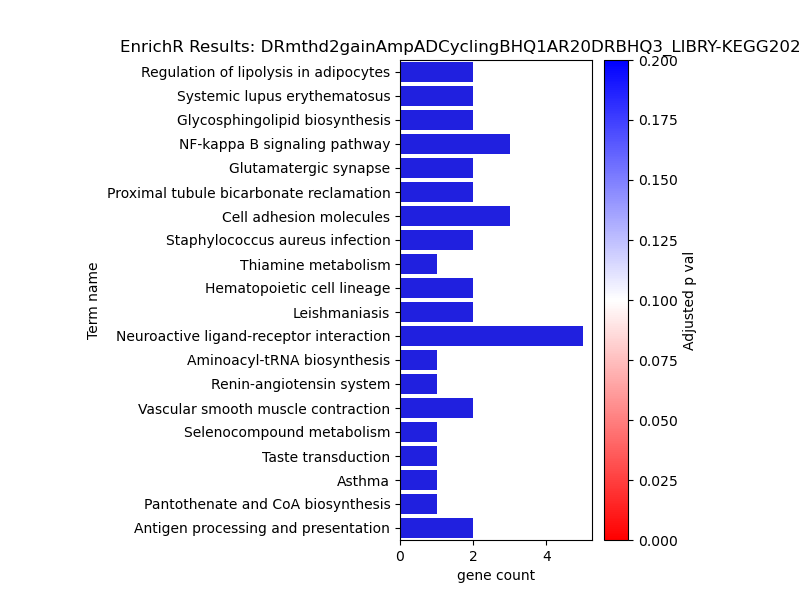 EnrichR Results: DRmthd2gainAmpADCyclingBHQ1AR20DRBHQ3_LIBRY-KEGG202
Regulation of lipolysis in adipocytes
Systemic lupus erythematosus
Glycosphingolipid biosynthesis
NF-kappa B signaling pathway
Glutamatergic synapse
Proximal tubule bicarbonate reclamation
Cell adhesion molecules
Staphylococcus aureus infection
Thiamine metabolism
Hematopoietic cell lineage
Leishmaniasis
Neuroactive ligand-receptor interaction
Aminoacyl-tRNA biosynthesis
Renin-angiotensin system
Vascular smooth muscle contraction
Selenocompound metabolism
Taste transduction
Asthma
Pantothenate and CoA biosynthesis
Antigen processing and presentation
Term name
0 2 4
gene count
0.200
0.175
0.150
0.125
0.100
0.075
0.050
0.025
0.000
Adjusted p val